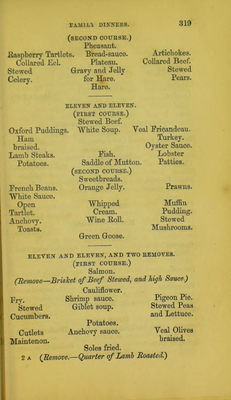 FAMILY DINNERS. 319
(SECOND COURSE.)
Pheasant.
Raspberry Tartlets. Bread-sauce. Artichokes.
Collared Eel. Plateau. Collared Beef.
Stewed Gravy and Jelly Stewed
Celery. for Hare. Pears.
Hare.
ELEVEN AND ELEVEN.
(FIRST COURSE.)
Stewed Beef.
Oxford Puddings. White Soup. Veal Fricandeau.
Ham Turkey.
braised. Oyster Sauce.
Lamb Steaks. Fish. Lobster
Potatoes. Saddle of Mutton. Patties.
(SECOND COURSE.)
Sweetbreads.
French Beans. Orange Jelly. Prawns.
White Sauce.
Open Whipped Muffin
Tartlet. Cream. Pudding.
Anchovy. Wine Roll. Stewed
Toasts. Mushrooms.
Green Goose.
ELEVEN AND ELEVEN, AND TWO REMOVES.
(FIRST COURSE.)
Salmon.
(Remove—Brisket of Beef Stewed, and high Sauce.)
Cauliflower.
Fry. Shrimp sauce. Pigeon Pie.
Stewed Giblet soup. Stewed Peas
Cucumbers. and Lettuce.
Potatoes.
Cutlets Anchovy sauce. Veal Olives
Maintenon. braised.
Soles fried.
2 A (Remove.—Quarter of Lamb Roasted.)